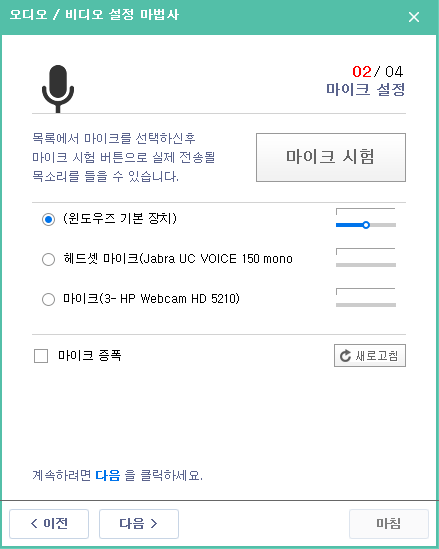 오디오 / 비디오 설정 마법사
02 / 04
마이크 설정
목록에서 마이크를 선택하신후
마이크 시험 버튼으로 실제 전송될
목소리를 들을 수 있습니다.
마이크 시험
(윈도우즈 기본 장치)
헤드셋 마이크(Jabra UC VOICE 150 mono
마이크(3- HP Webcam HD 5210)
마이크 증폭
새로고침
계속하려면 다음 을 클릭하세요.
< 이전
다음 >
마침